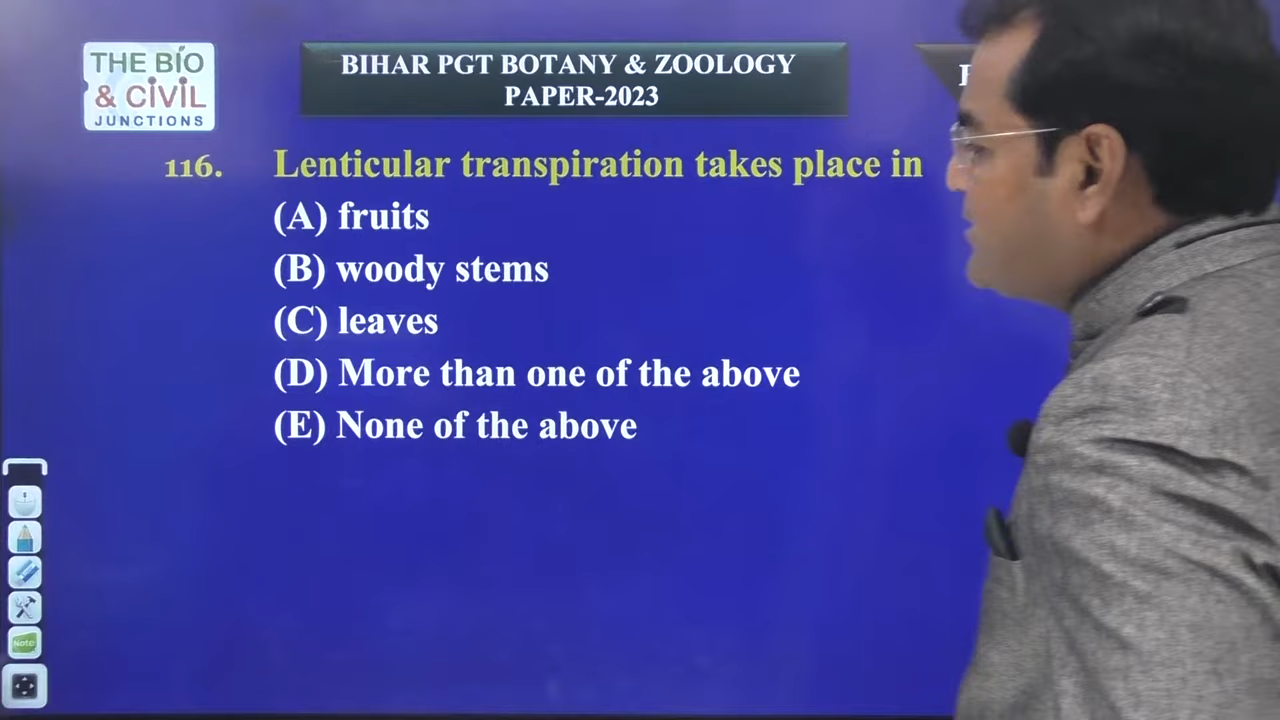 THE BIO
& CIVIL
JUNCTIONS
BIHAR PGT BOTANY & ZOOLOGY
PAPER-2023
116. Lenticular transpiration takes place in
(A) fruits
(B) woody stems
(C) leaves
(D) More than one of the above
(E) None of the above
Note